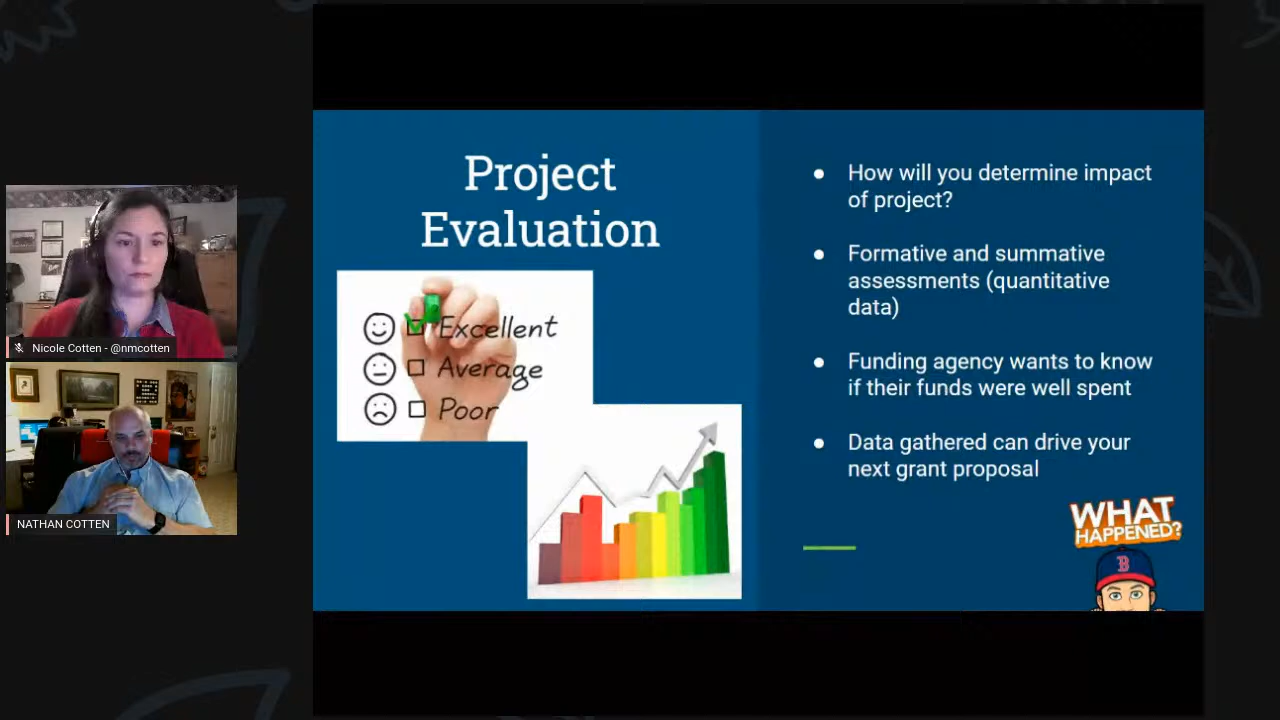 Project
Evaluation
Excellent
Average
Poor
● How will you determine impact
of project?
● Formative and summative
assessments (quantitative
data)
● Funding agency wants to know
if their funds were well spent
● Data gathered can drive your
next grant proposal
WHAT
HAPPENED?
B
Nicole Cotten - @nmcotten
NATHAN COTTEN